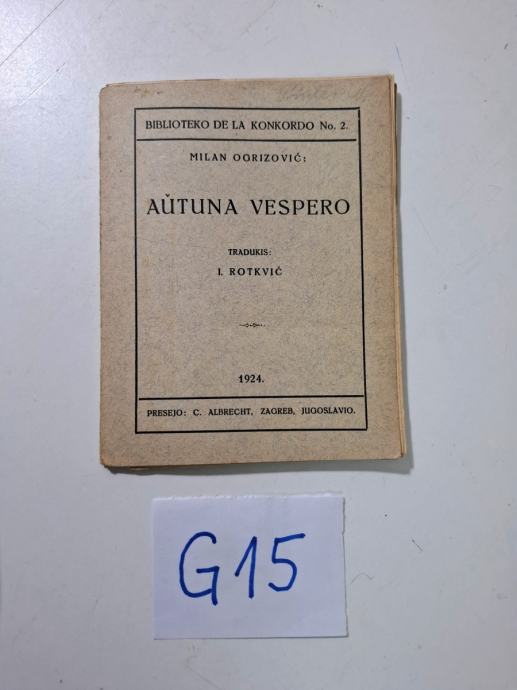 BIBLIOTEKO DE LA KONKORDO No. 2.
MILAN OGRIZOVIĆ:
AŬTUNA VESPERO
TRADUKIS:
I. ROTKVIĆ
1924.
PRESEJO: C. ALBRECHT, ZAGREB, JUGOSLAVIO.
G15